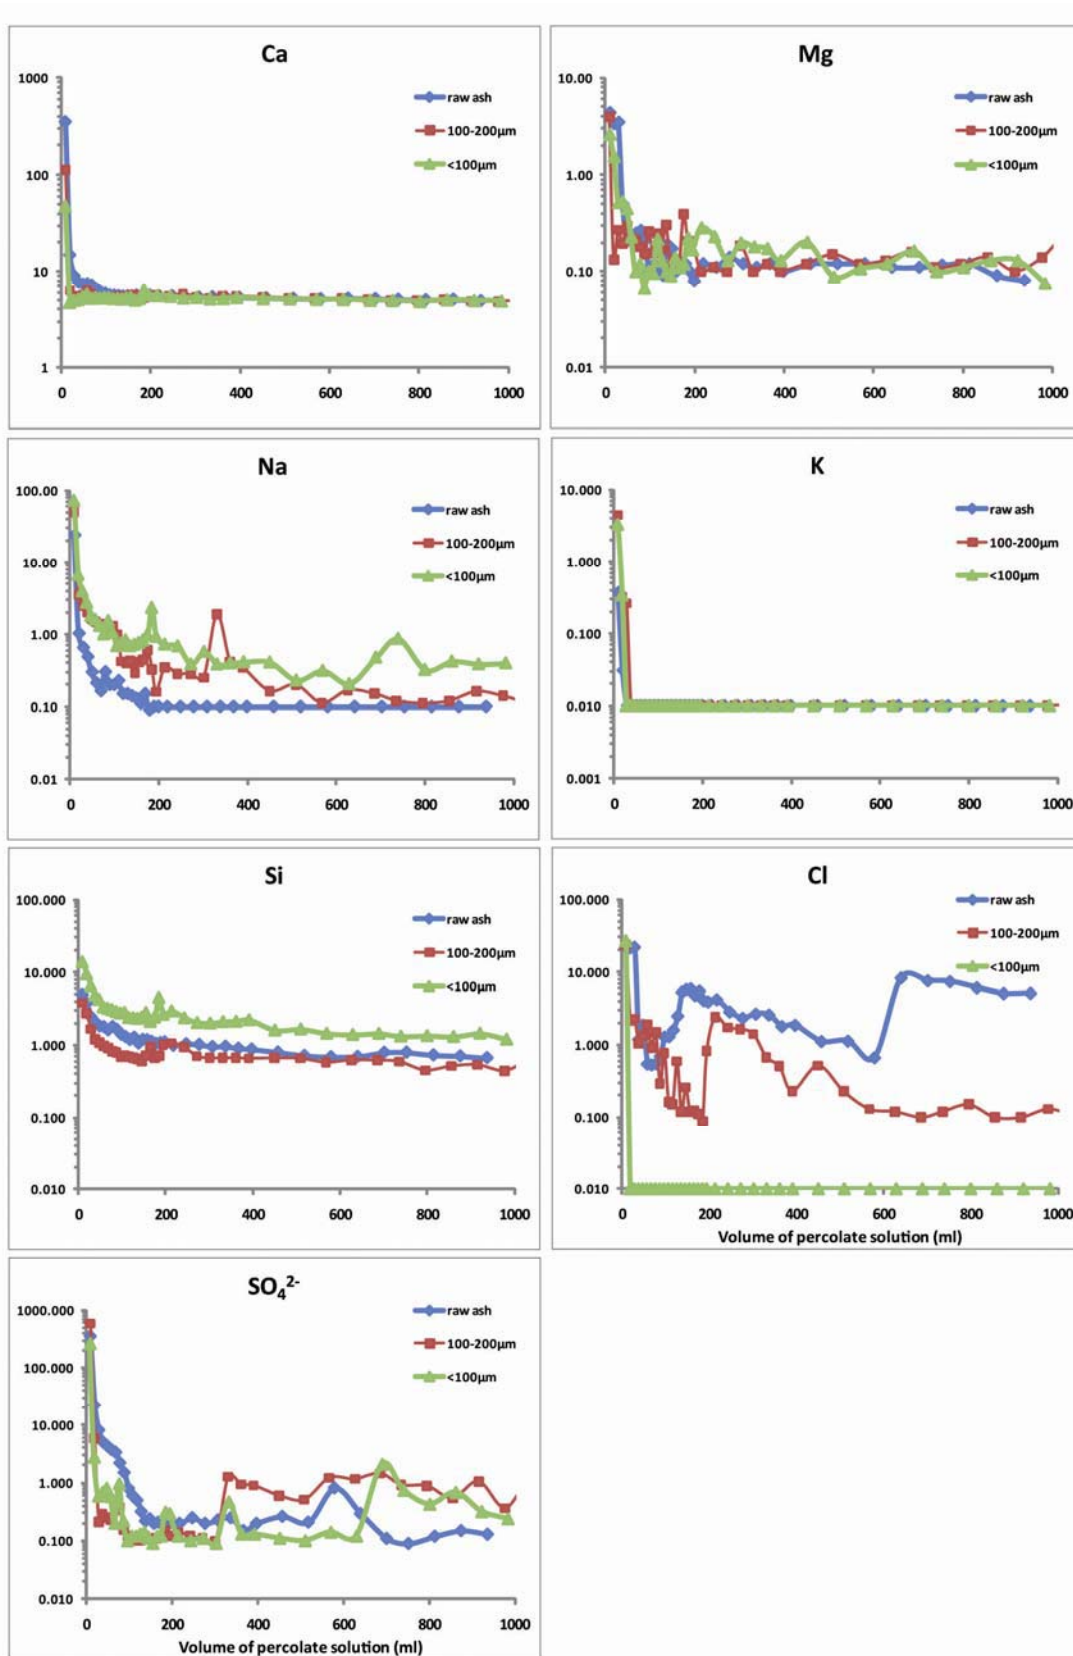 Ca
1000
100
10
1
0 200 400 600 800 1000
raw ash
100-200µm
<100µm
Mg
10.00
1.00
0.10
0.01
0 200 400 600 800 1000
raw ash
100-200µm
<100µm
Na
100.00
10.00
1.00
0.10
0.01
0 200 400 600 800 1000
raw ash
100-200µm
<100µm
K
10.000
1.000
0.100
0.010
0.001
0 200 400 600 800 1000
raw ash
100-200µm
<100µm
Si
100.000
10.000
1.000
0.100
0.010
0 200 400 600 800 1000
raw ash
100-200µm
<100µm
Cl
100.000
10.000
1.000
0.100
0.010
0 200 400 600 800 1000
Volume of percolate solution (ml)
raw ash
100-200µm
<100µm
SO₄²⁻
1000.000
100.000
10.000
1.000
0.100
0.010
0 200 400 600 800 1000
Volume of percolate solution (ml)
raw ash
100-200µm
<100µm